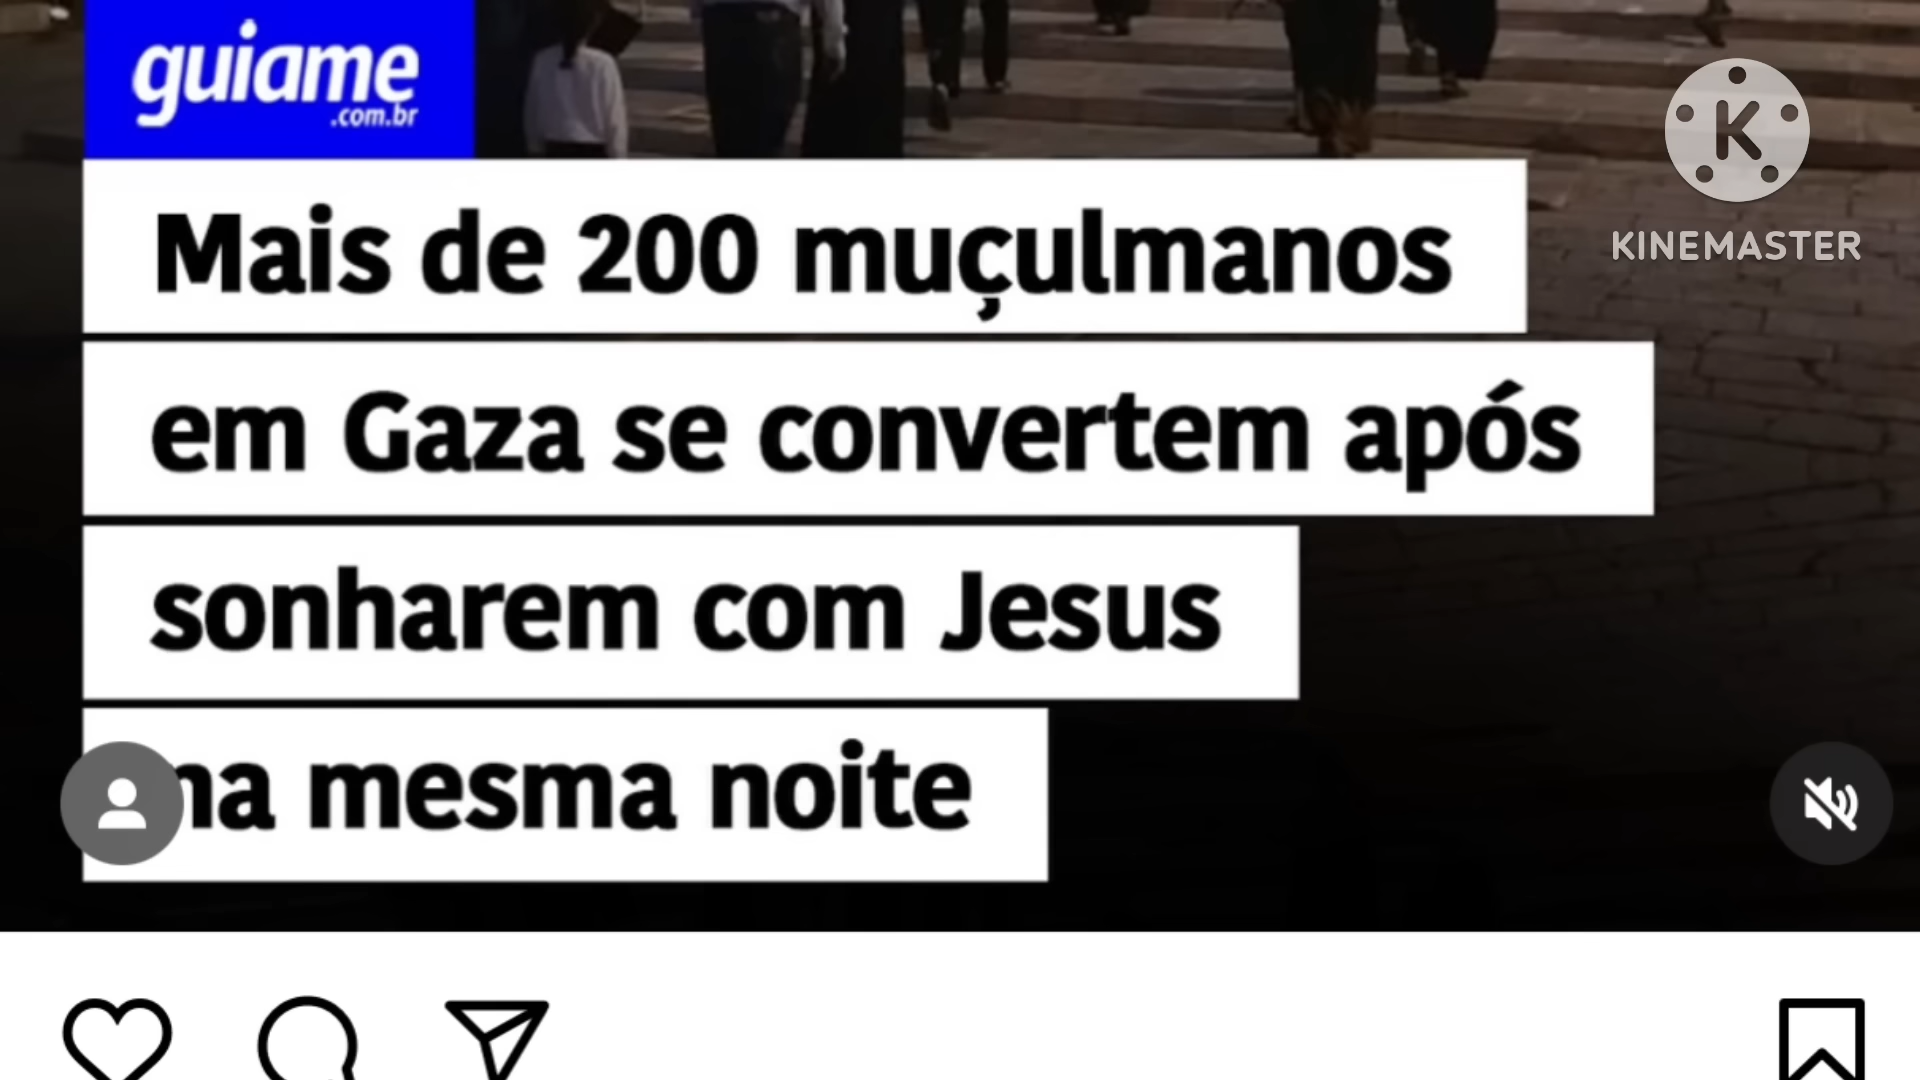 guiame
.com.br
K
KINEMASTER
Mais de 200 muçulmanos
em Gaza se convertem após
sonharem com Jesus
na mesma noite